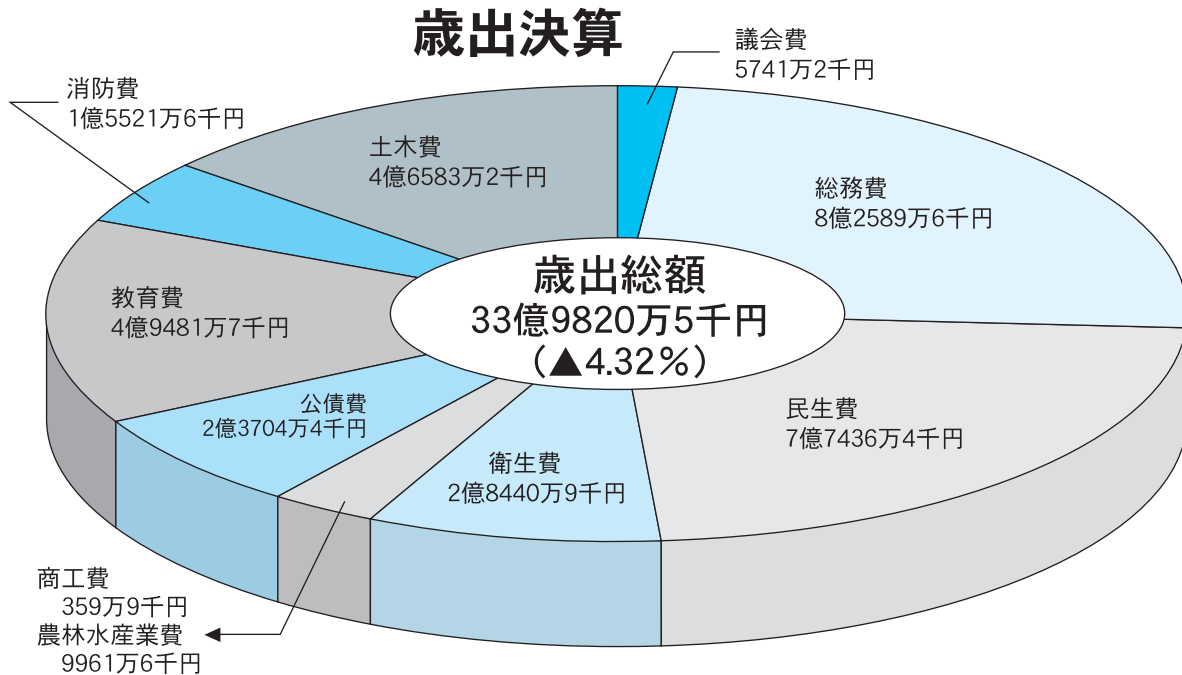 歳出決算
議会費
5741万2千円
総務費
8億2589万6千円
民生費
7億7436万4千円
衛生費
2億8440万9千円
農林水産業費
9961万6千円
商工費
359万9千円
公債費
2億3704万4千円
教育費
4億9481万7千円
消防費
1億5521万6千円
土木費
4億6583万2千円
歳出総額
33億9820万5千円
(▲4.32%)